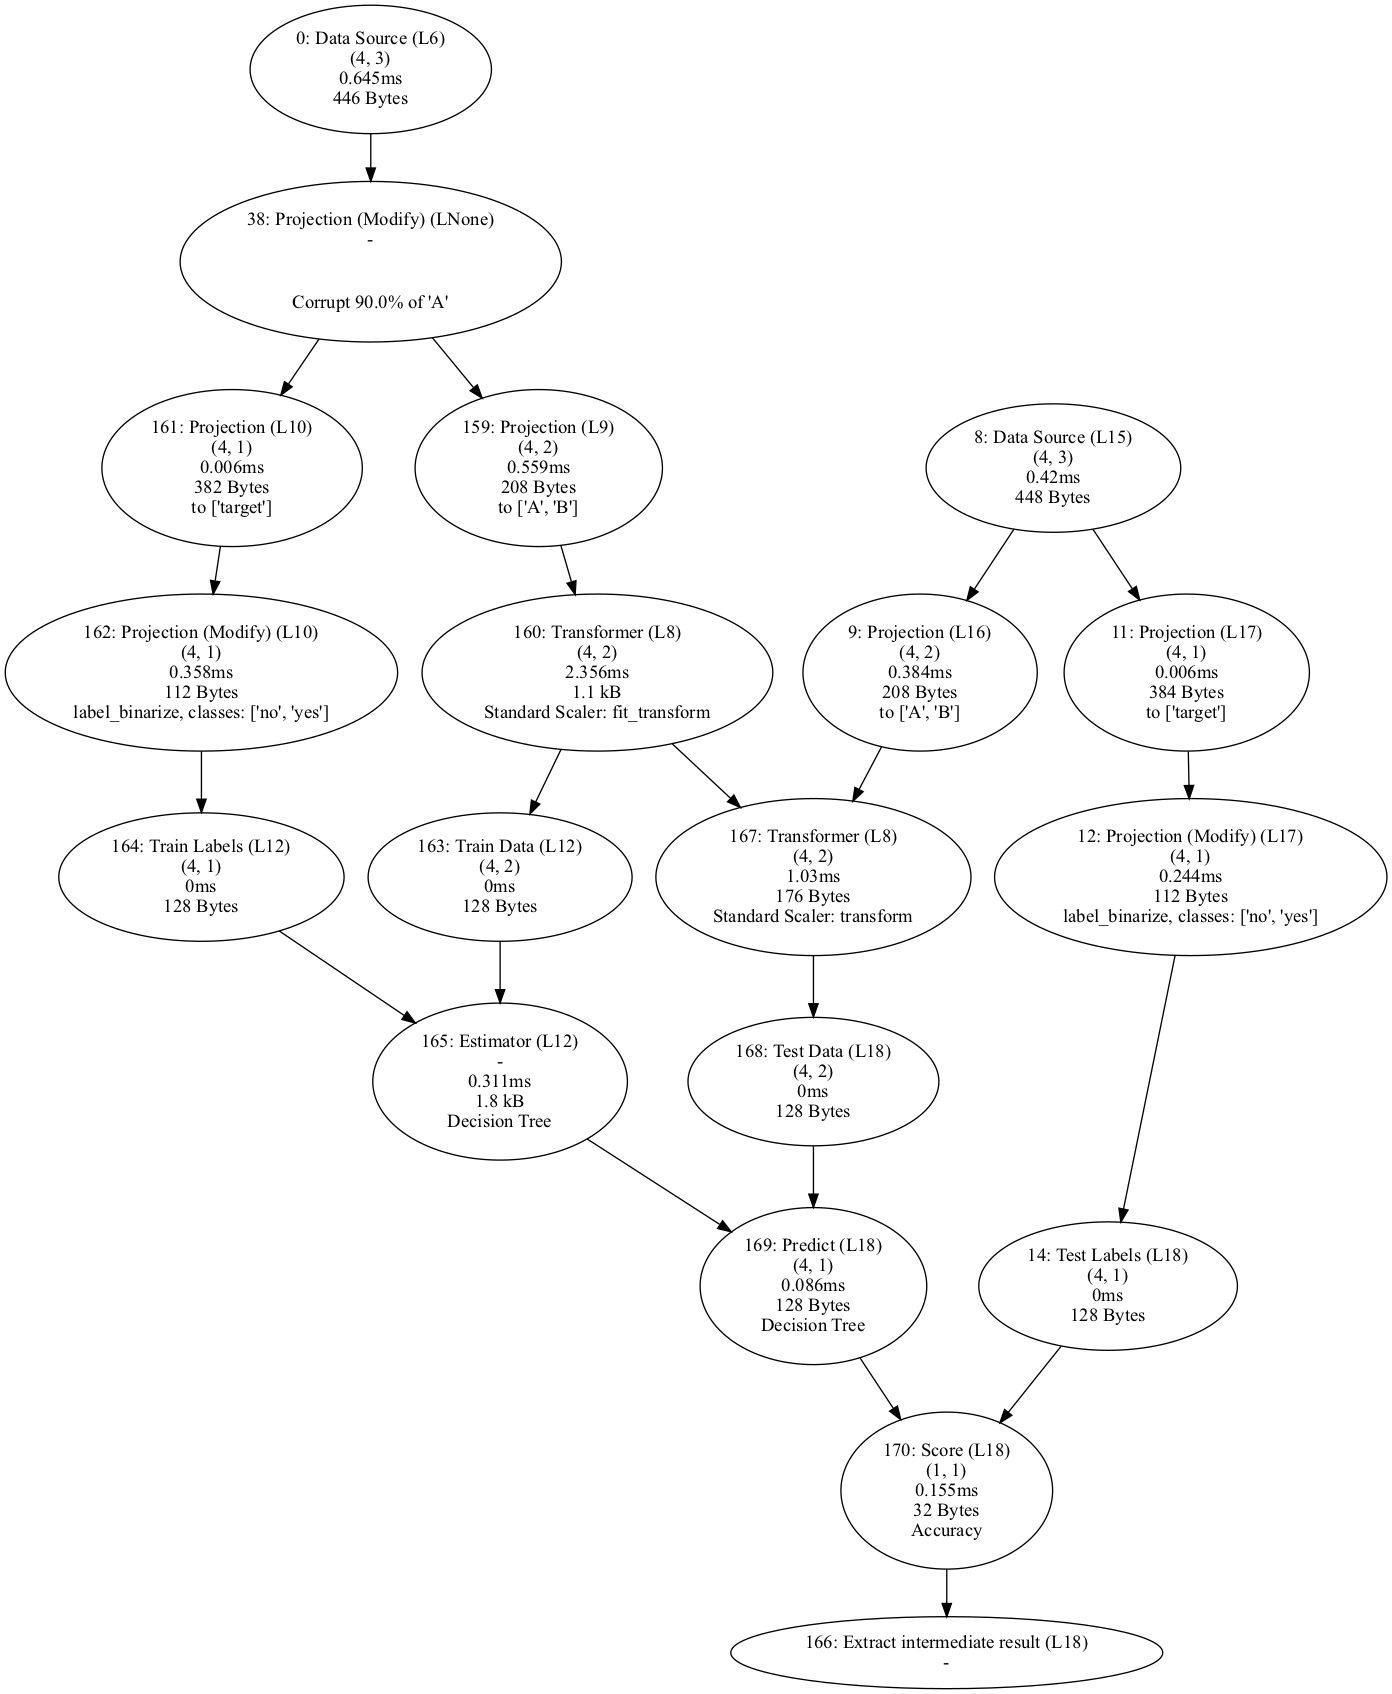 0: Data Source (L6)
(4, 3)
0.645ms
446 Bytes
38: Projection (Modify) (LNone)
-
Corrupt 90.0% of 'A'
161: Projection (L10)
(4, 1)
0.006ms
382 Bytes
to ['target']
159: Projection (L9)
(4, 2)
0.559ms
208 Bytes
to ['A', 'B']
8: Data Source (L15)
(4, 3)
0.42ms
448 Bytes
162: Projection (Modify) (L10)
(4, 1)
0.358ms
112 Bytes
label_binarize, classes: ['no', 'yes']
160: Transformer (L8)
(4, 2)
2.356ms
1.1 kB
Standard Scaler: fit_transform
9: Projection (L16)
(4, 2)
0.384ms
208 Bytes
to ['A', 'B']
11: Projection (L17)
(4, 1)
0.006ms
384 Bytes
to ['target']
164: Train Labels (L12)
(4, 1)
0ms
128 Bytes
163: Train Data (L12)
(4, 2)
0ms
128 Bytes
167: Transformer (L8)
(4, 2)
1.03ms
176 Bytes
Standard Scaler: transform
12: Projection (Modify) (L17)
(4, 1)
0.244ms
112 Bytes
label_binarize, classes: ['no', 'yes']
165: Estimator (L12)
-
0.311ms
1.8 kB
Decision Tree
168: Test Data (L18)
(4, 2)
0ms
128 Bytes
169: Predict (L18)
(4, 1)
0.086ms
128 Bytes
Decision Tree
14: Test Labels (L18)
(4, 1)
0ms
128 Bytes
170: Score (L18)
(1, 1)
0.155ms
32 Bytes
Accuracy
166: Extract intermediate result (L18)
-